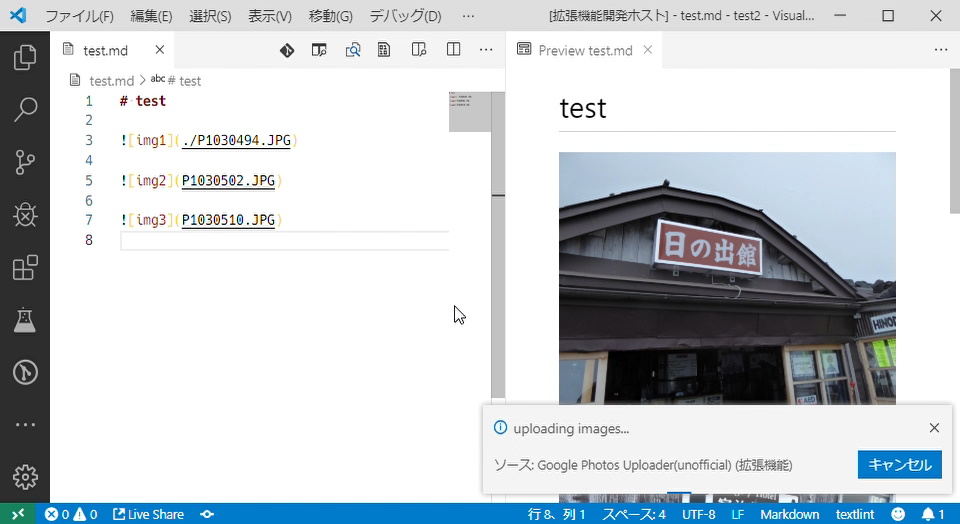 ファイル(F) 編集(E) 選択(S) 表示(V) 移動(G) デバッグ(D) ··· [拡張機能開発ホスト] - test.md - test2 - Visual...
test.md
Preview test.md
test.md > abc # test
1 # test
2
3 ![img1](./P1030494.JPG)
4
5 ![img2](P1030502.JPG)
6
7 ![img3](P1030510.JPG)
8
test
日の出館
HINOD
AED
uploading images...
ソース: Google Photos Uploader(unofficial) (拡張機能)
キャンセル
Hotel
0 0 Live Share 行 8、列 1 スペース: 4 UTF-8 LF Markdown textlint 1